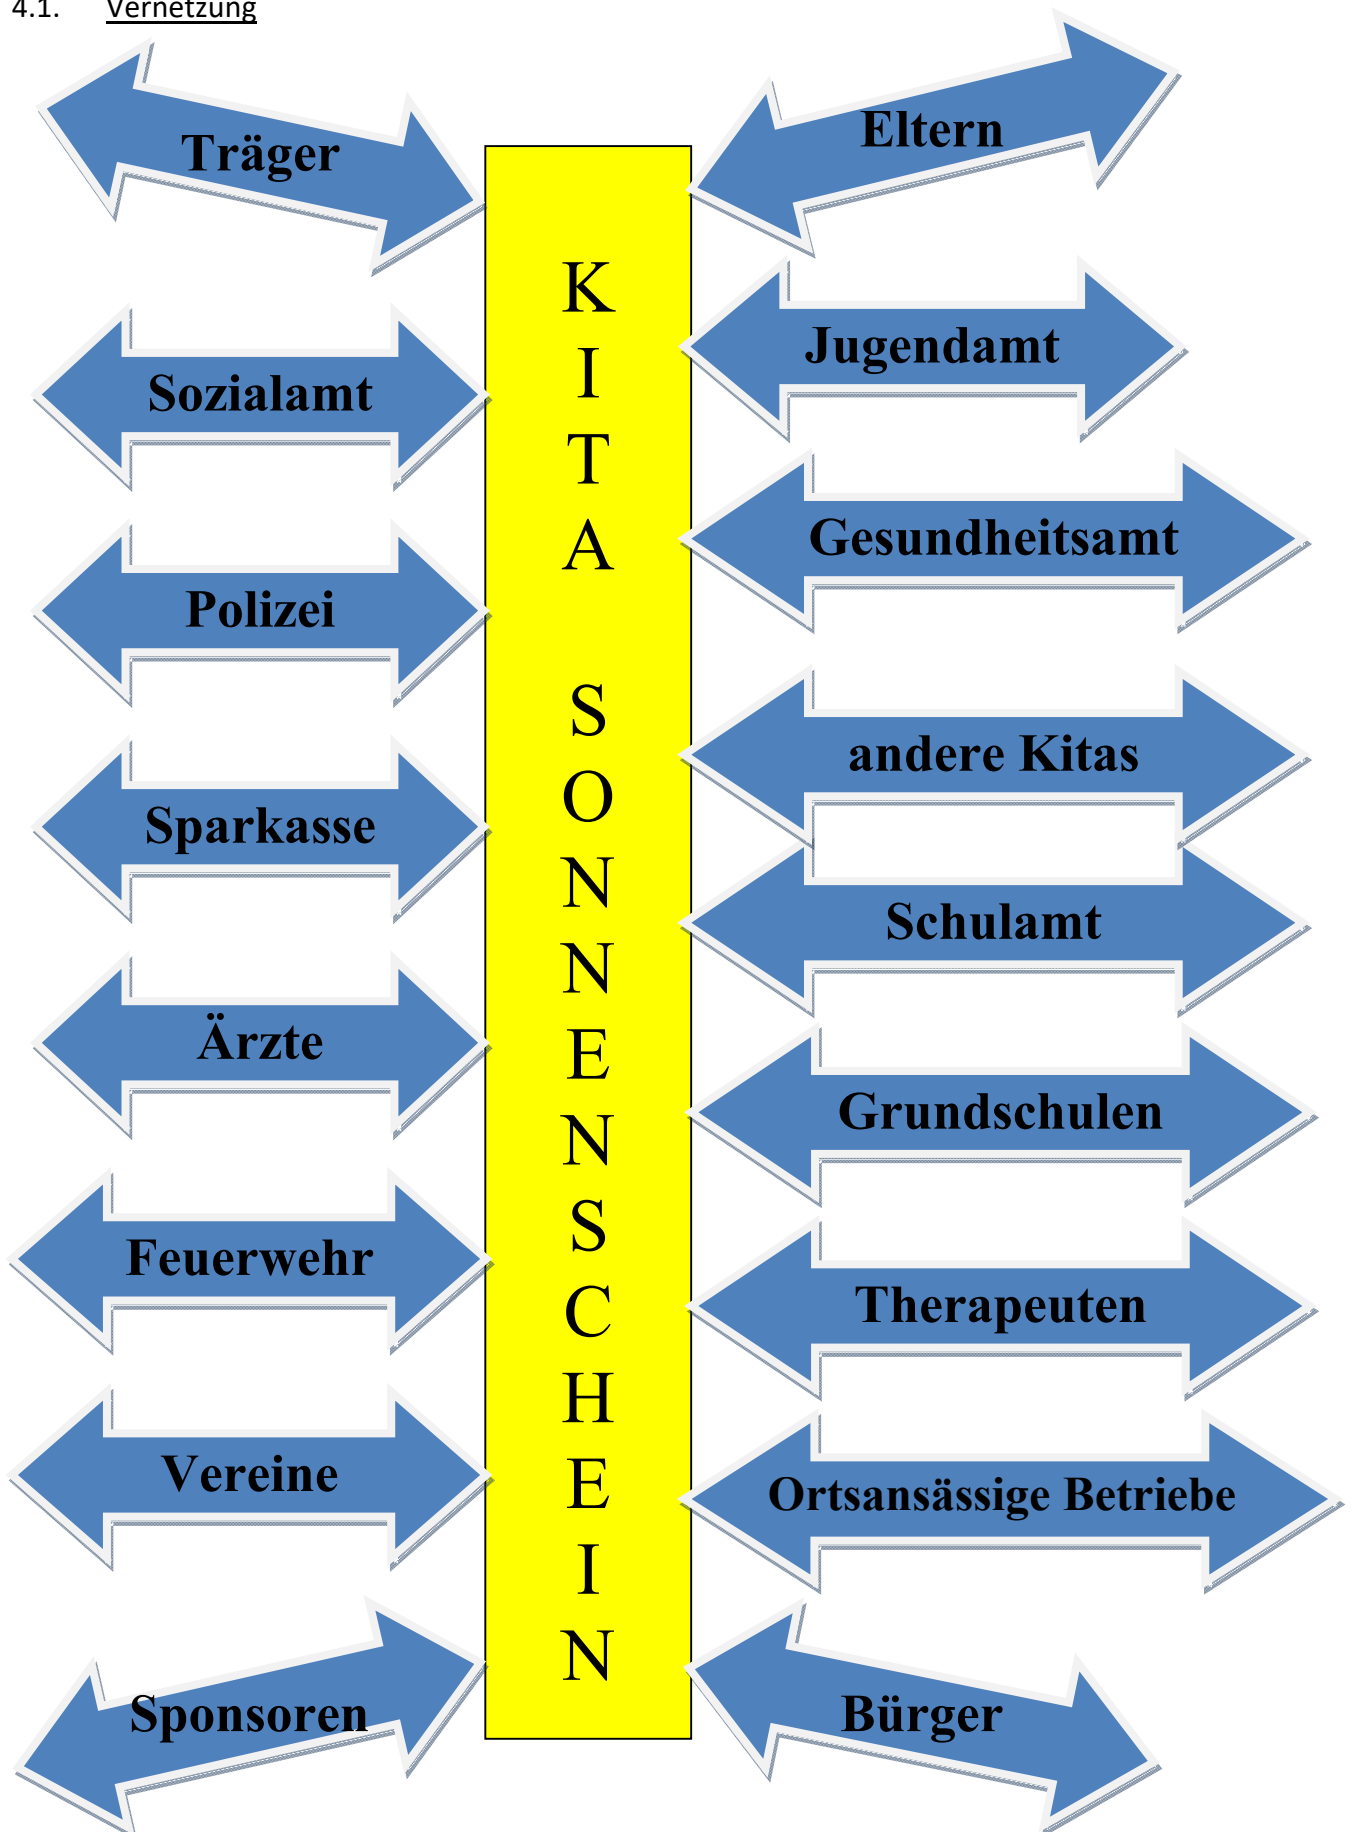 4.1. Vernetzung
Träger
Sozialamt
Polizei
Sparkasse
Ärzte
Feuerwehr
Vereine
Sponsoren
K
I
T
A
S
O
N
N
E
N
S
C
H
E
I
N
Eltern
Jugendamt
Gesundheitsamt
andere Kitas
Schulamt
Grundschulen
Therapeuten
Ortsansässige Betriebe
Bürger